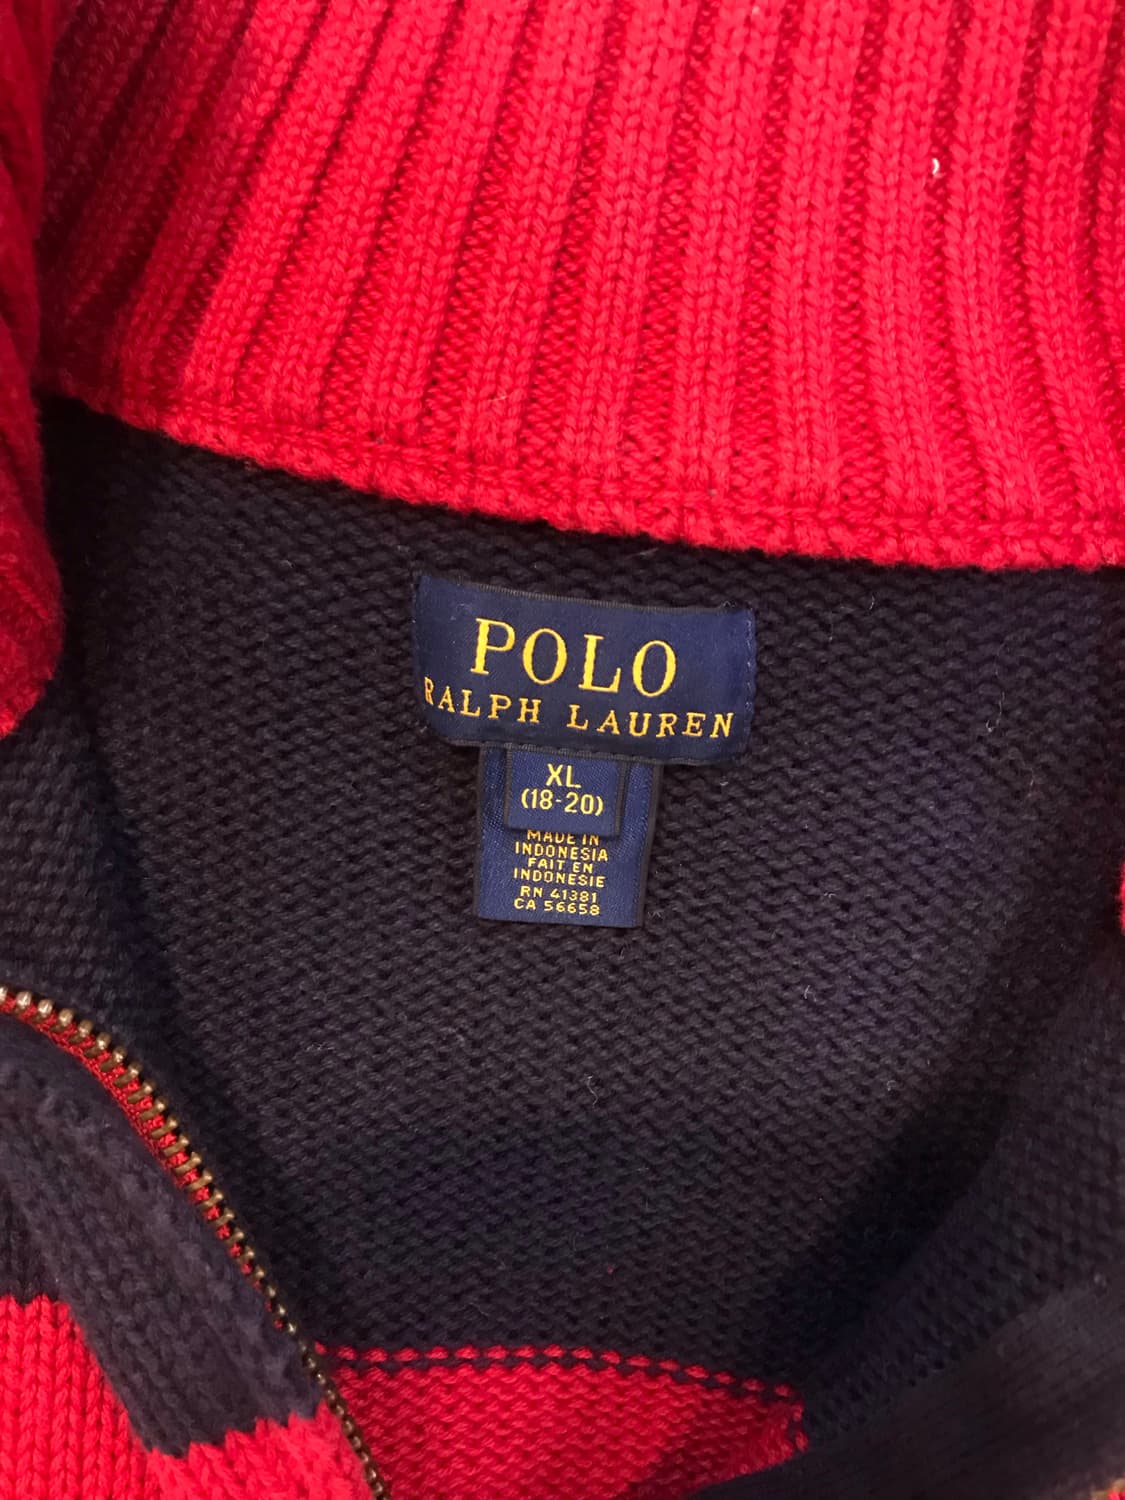 POLO
RALPH LAUREN
XL
(18-20)
MADE IN
INDONESIA
FAIT EN
INDONESIE
RN 41381
CA 56658